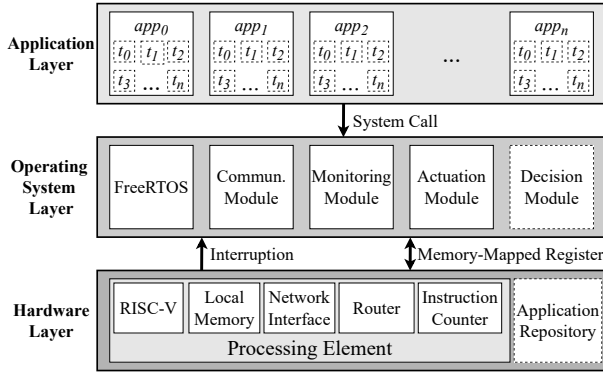 Application
Layer
app0 app1 app2 appn
t0 t1 t2 t0 t1 t2 t0 t1 t2 ... t0 t1 t2
t3 ... tn t3 ... tn t3 ... tn t3 ... tn
System Call
Operating
System
Layer
FreeRTOS
Commun.
Module
Monitoring
Module
Actuation
Module
Decision
Module
Interruption
Memory-Mapped Register
Hardware
Layer
RISC-V
Local
Memory
Network
Interface
Router
Instruction
Counter
Processing Element
Application
Repository